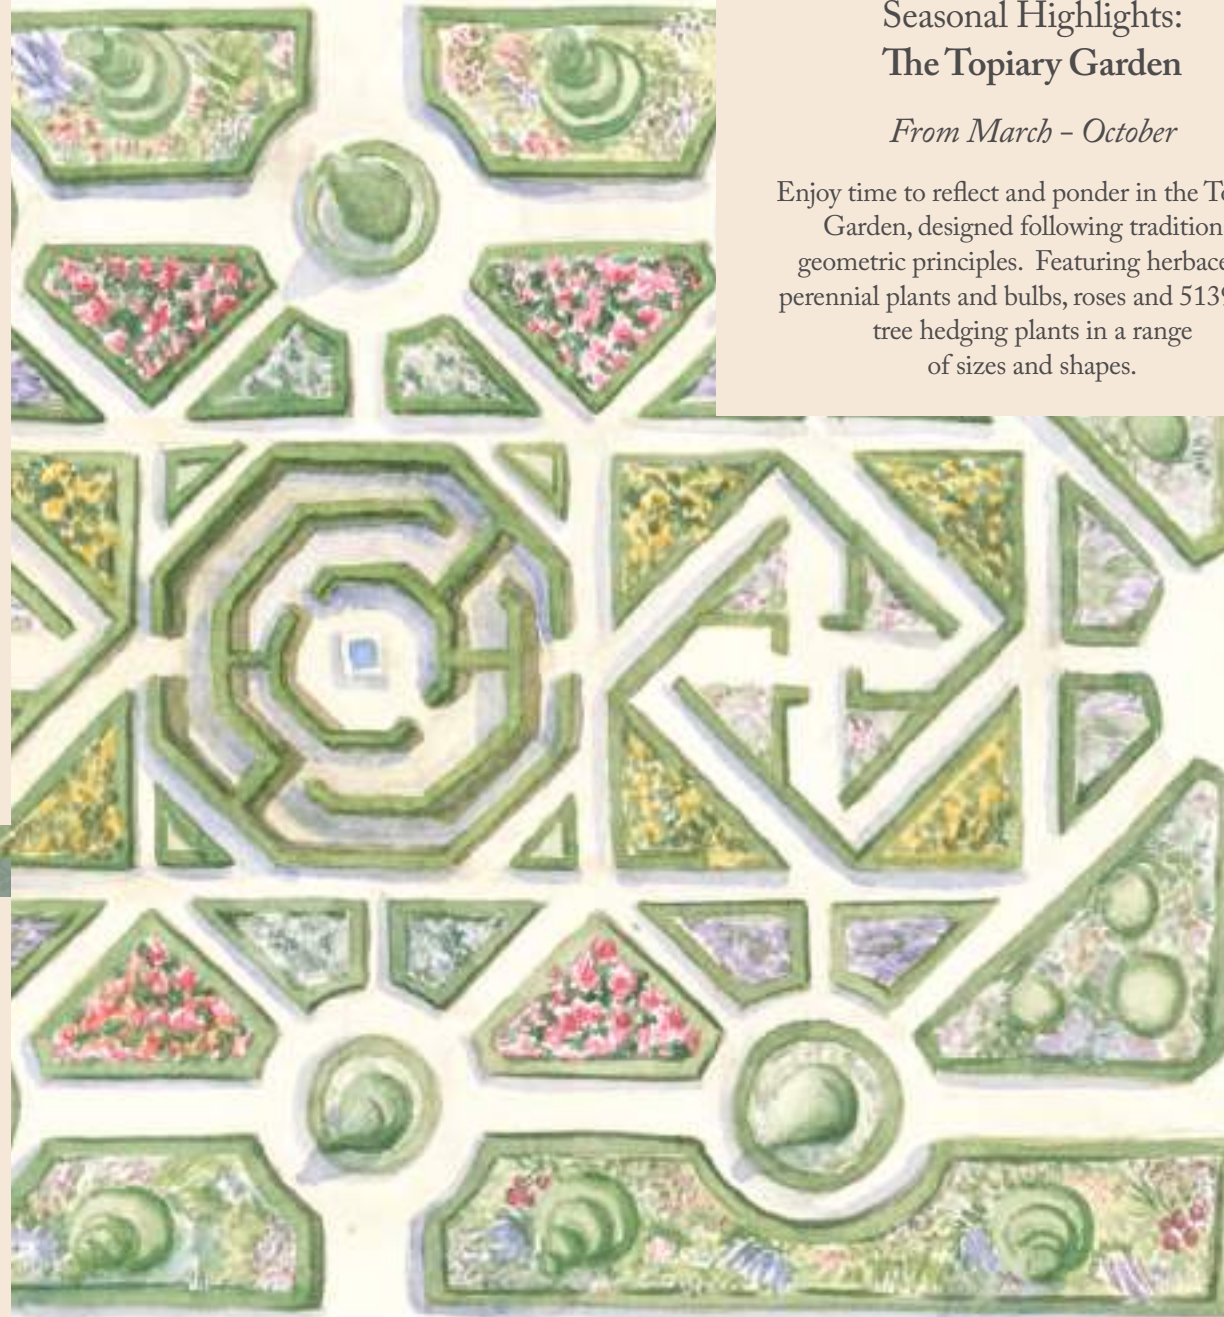 Seasonal Highlights:
The Topiary Garden
From March - October
Enjoy time to reflect and ponder in the
Garden, designed following
geometric principles. Featuring
perennial plants and bulbs, roses and
tree hedging plants in a range
of sizes and shapes.